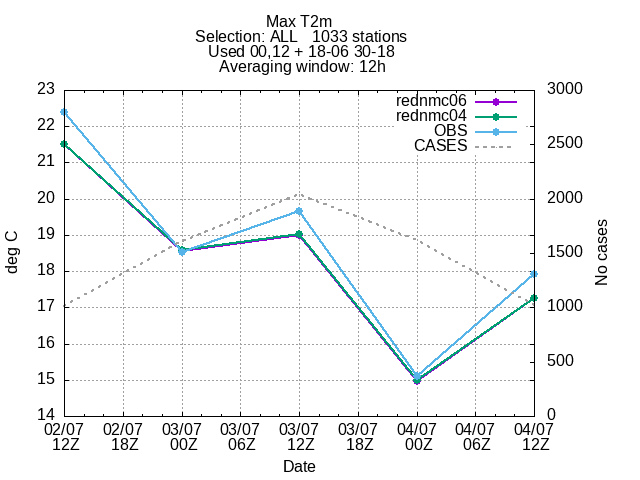 Max T2m
Selection: ALL   1033 stations
Used 00,12 + 18-06 30-18
Averaging window: 12h
rednmc06
rednmc04
OBS
CASES
deg C
23
22
21
20
19
18
17
16
15
14
3000
2500
2000
1500
1000
500
0
No cases
02/07 02/07 03/07 03/07 03/07 03/07 04/07 04/07 04/07
12Z 18Z 00Z 06Z 12Z 18Z 00Z 06Z 12Z
Date